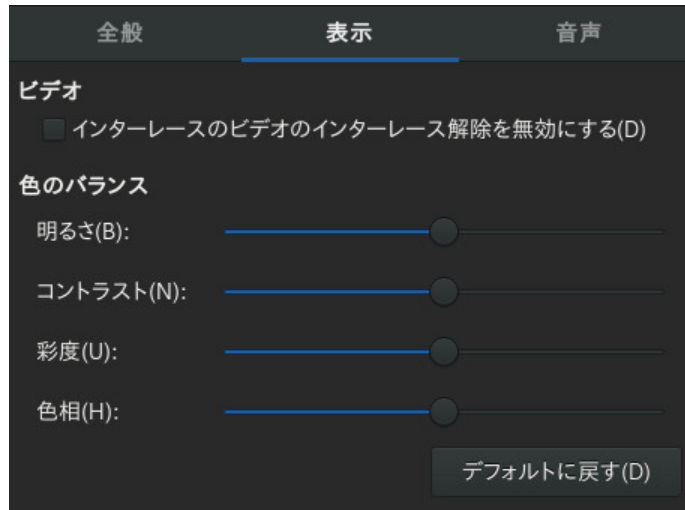 全般 表示 音声
ビデオ
インターレースのビデオのインターレース解除を無効にする(D)
色のバランス
明るさ(B):
コントラスト(N):
彩度(U):
色相(H):
デフォルトに戻す(D)